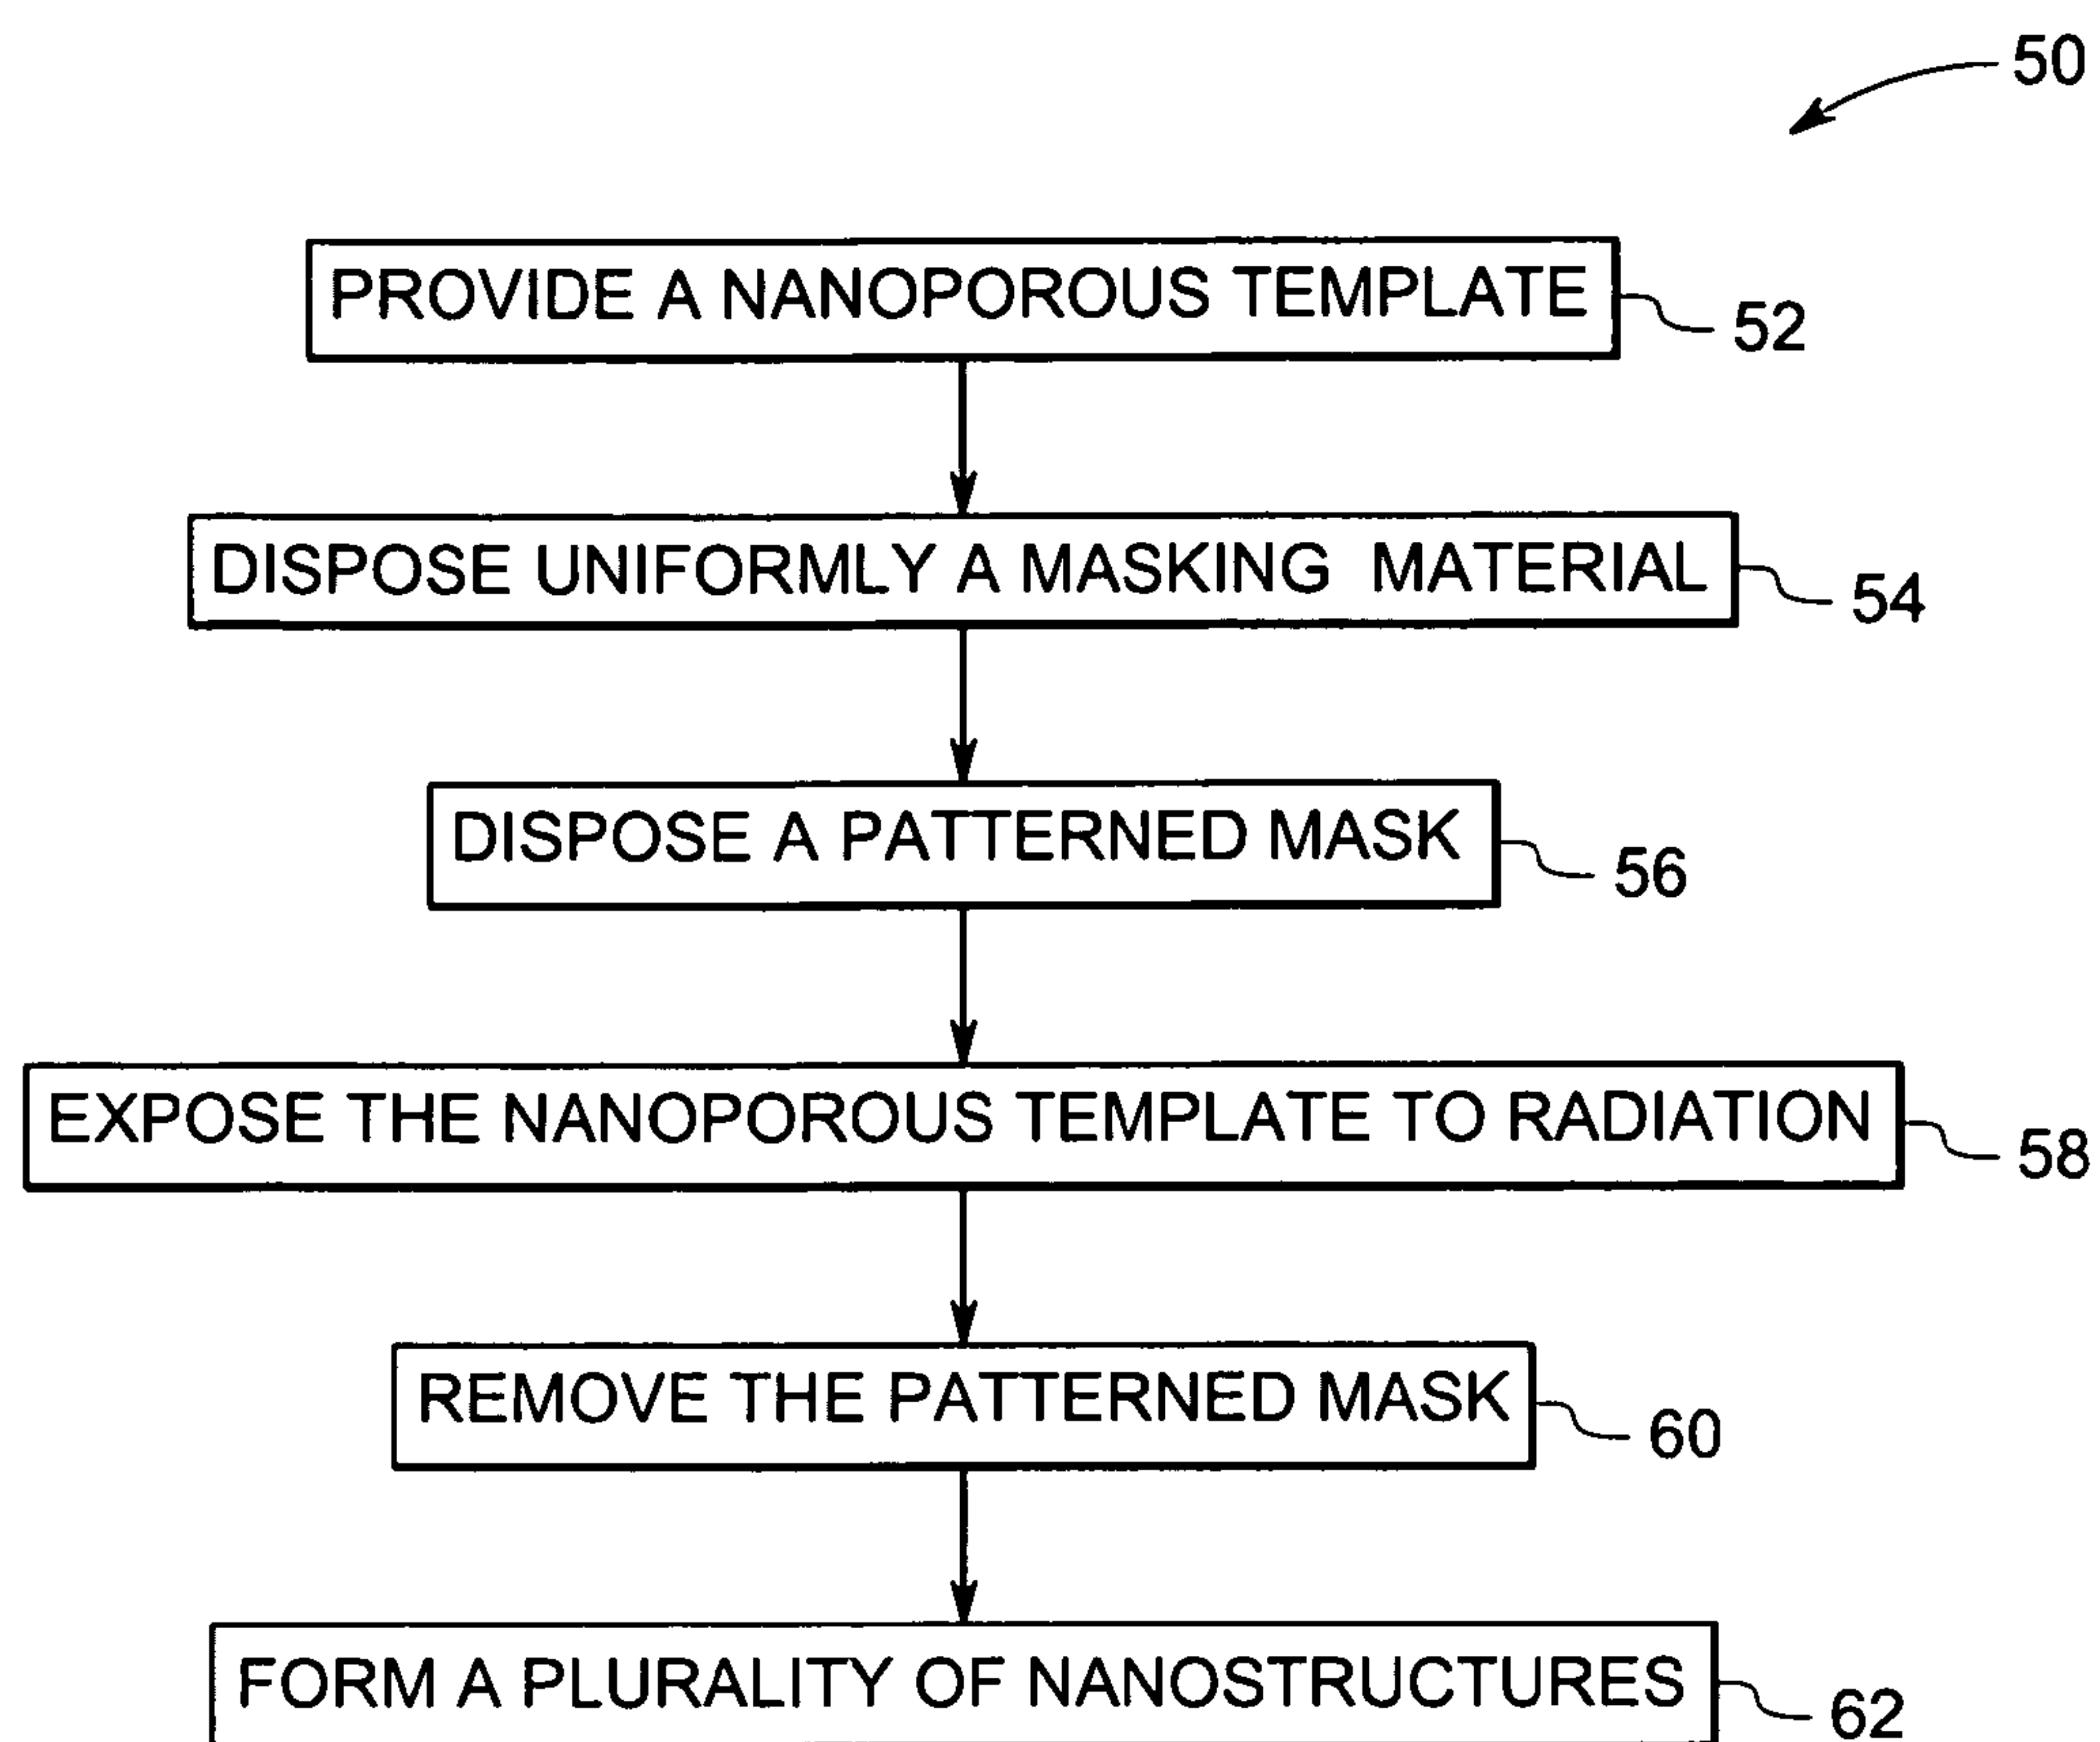 50
PROVIDE A NANOPOROUS TEMPLATE
52
DISPOSE UNIFORMLY A MASKING MATERIAL
54
DISPOSE A PATTERNED MASK
56
EXPOSE THE NANOPOROUS TEMPLATE TO RADIATION
58
REMOVE THE PATTERNED MASK
60
FORM A PLURALITY OF NANOSTRUCTURES
62